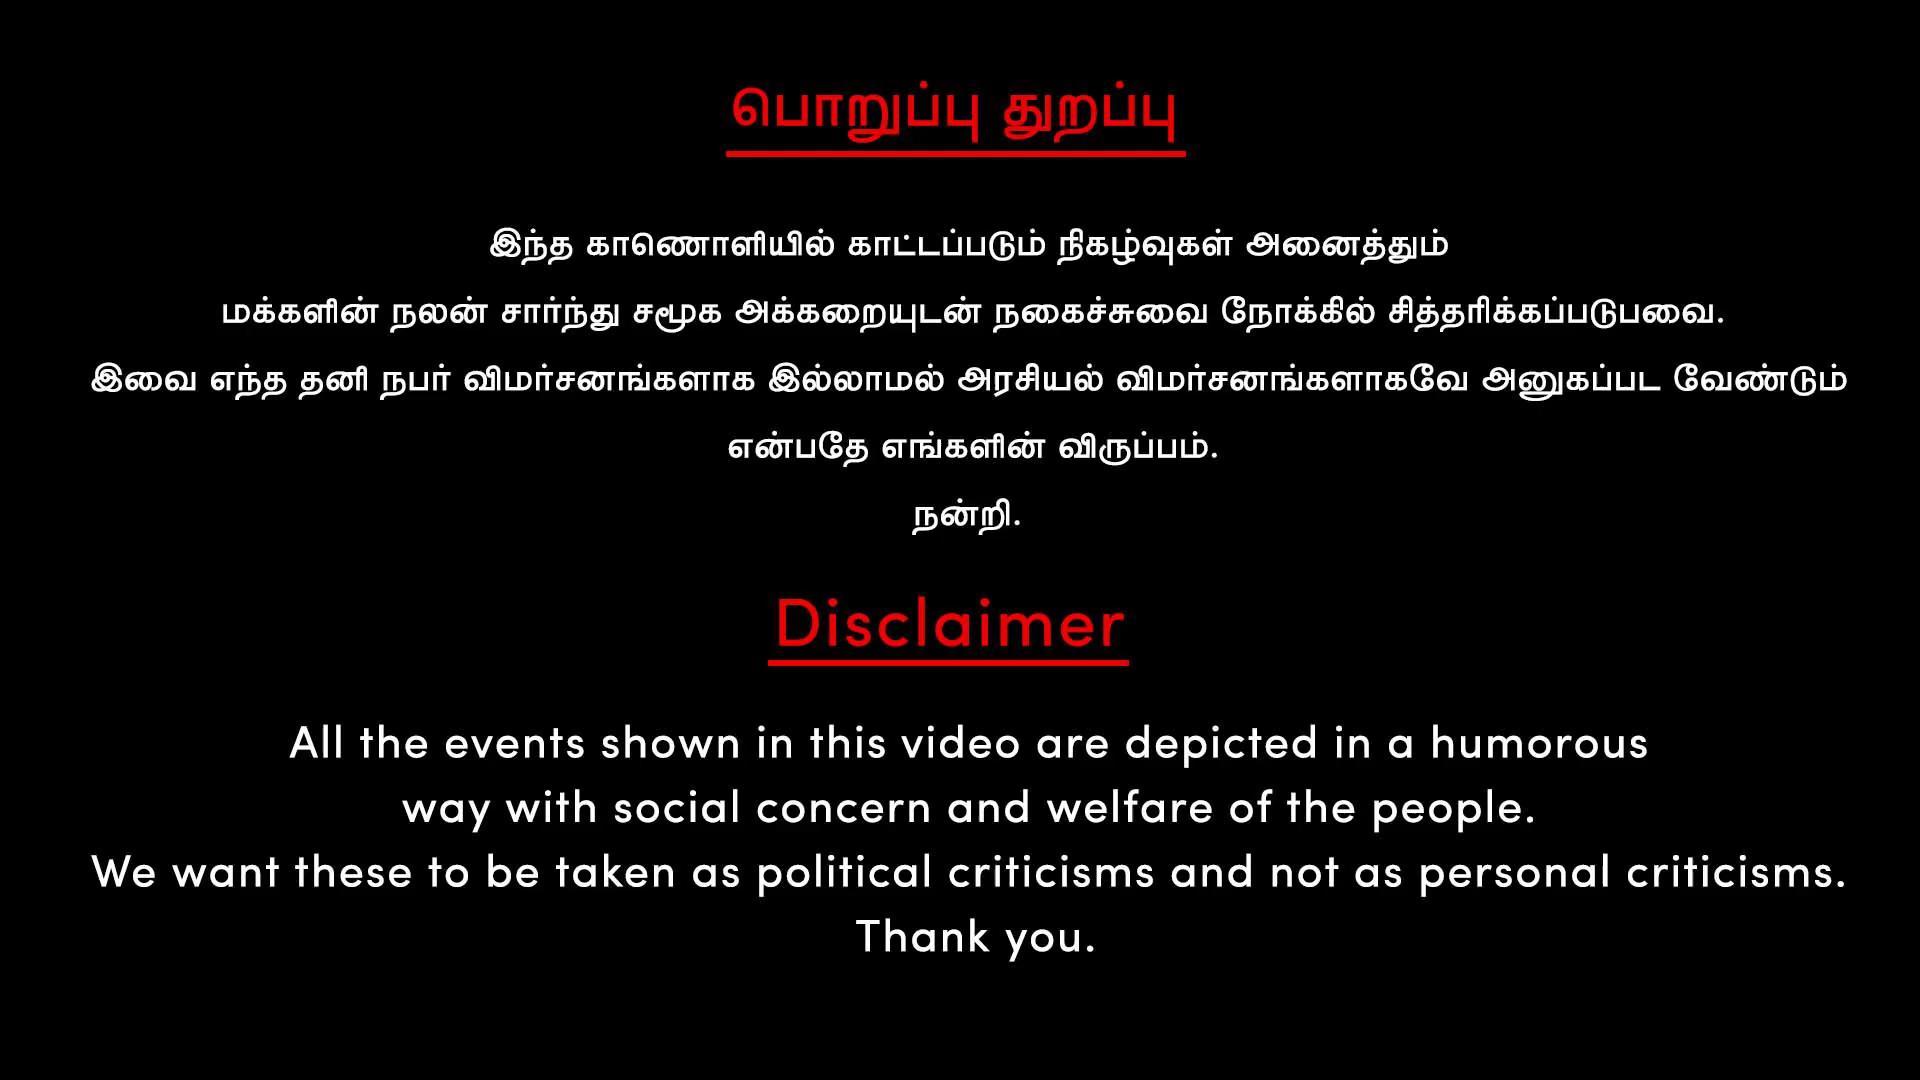 பொறுப்பு துறப்பு
இந்த காணொளியில் காட்டப்படும் நிகழ்வுகள் அனைத்தும்
மக்களின் நலன் சார்ந்து சமூக அக்கறையுடன் நகைச்சுவை நோக்கில் சித்தரிக்கப்படுபவை.
இவை எந்த தனி நபர் விமர்சனங்களாக இல்லாமல் அரசியல் விமர்சனங்களாகவே அனுகப்பட வேண்டும்
என்பதே எங்களின் விருப்பம்.
நன்றி.
Disclaimer
All the events shown in this video are depicted in a humorous
way with social concern and welfare of the people.
We want these to be taken as political criticisms and not as personal criticisms.
Thank you.